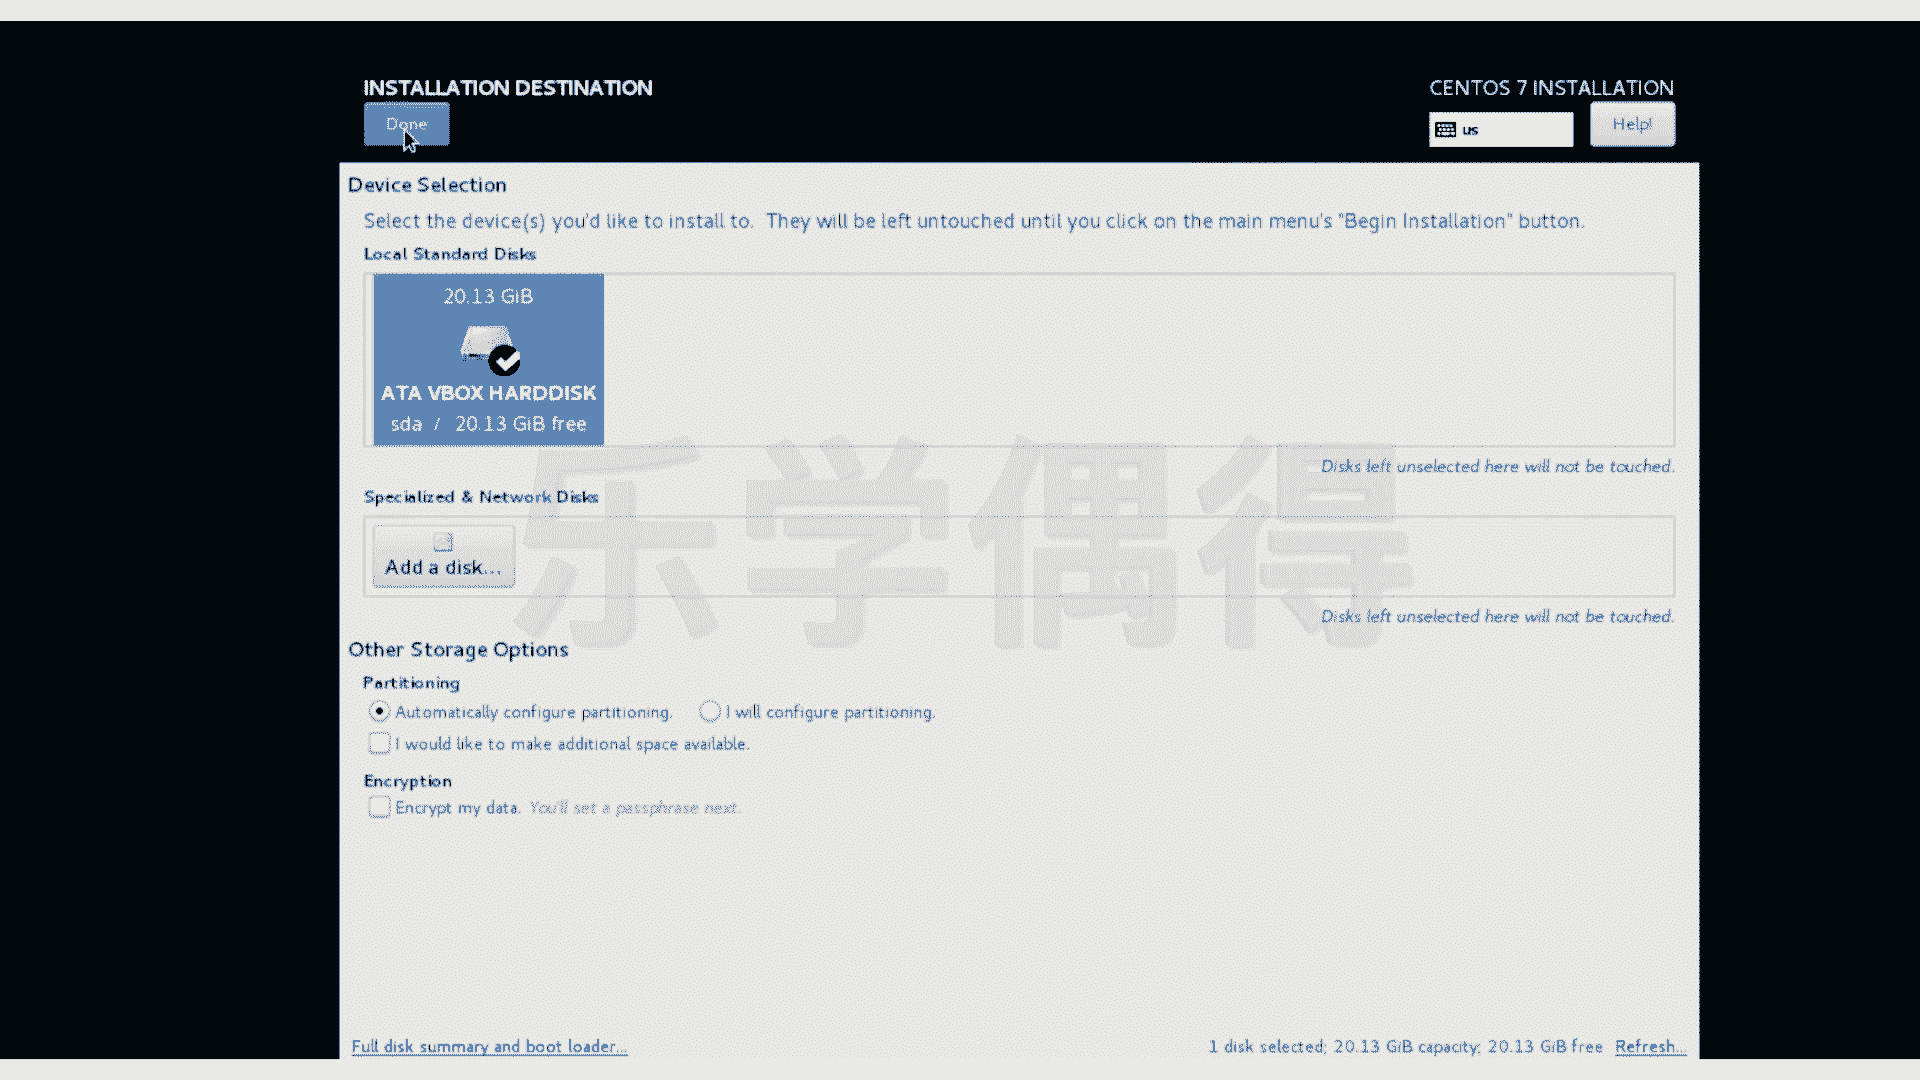 INSTALLATION DESTINATION
CENTOS 7 INSTALLATION
Done
us
Help!
Device Selection
Select the device(s) you'd like to install to. They will be left untouched until you click on the main menu's "Begin Installation" button.
Local Standard Disks
20.13 GiB
ATA VBOX HARDDISK
sda / 20.13 GiB free
Disks left unselected here will not be touched.
Specialized & Network Disks
Add a disk...
Disks left unselected here will not be touched.
乐学偶得
Other Storage Options
Partitioning
Automatically configure partitioning. I will configure partitioning.
I would like to make additional space available.
Encryption
Encrypt my data. You'll set a passphrase next.
Full disk summary and boot loader...
1 disk selected; 20.13 GiB capacity; 20.13 GiB free Refresh...